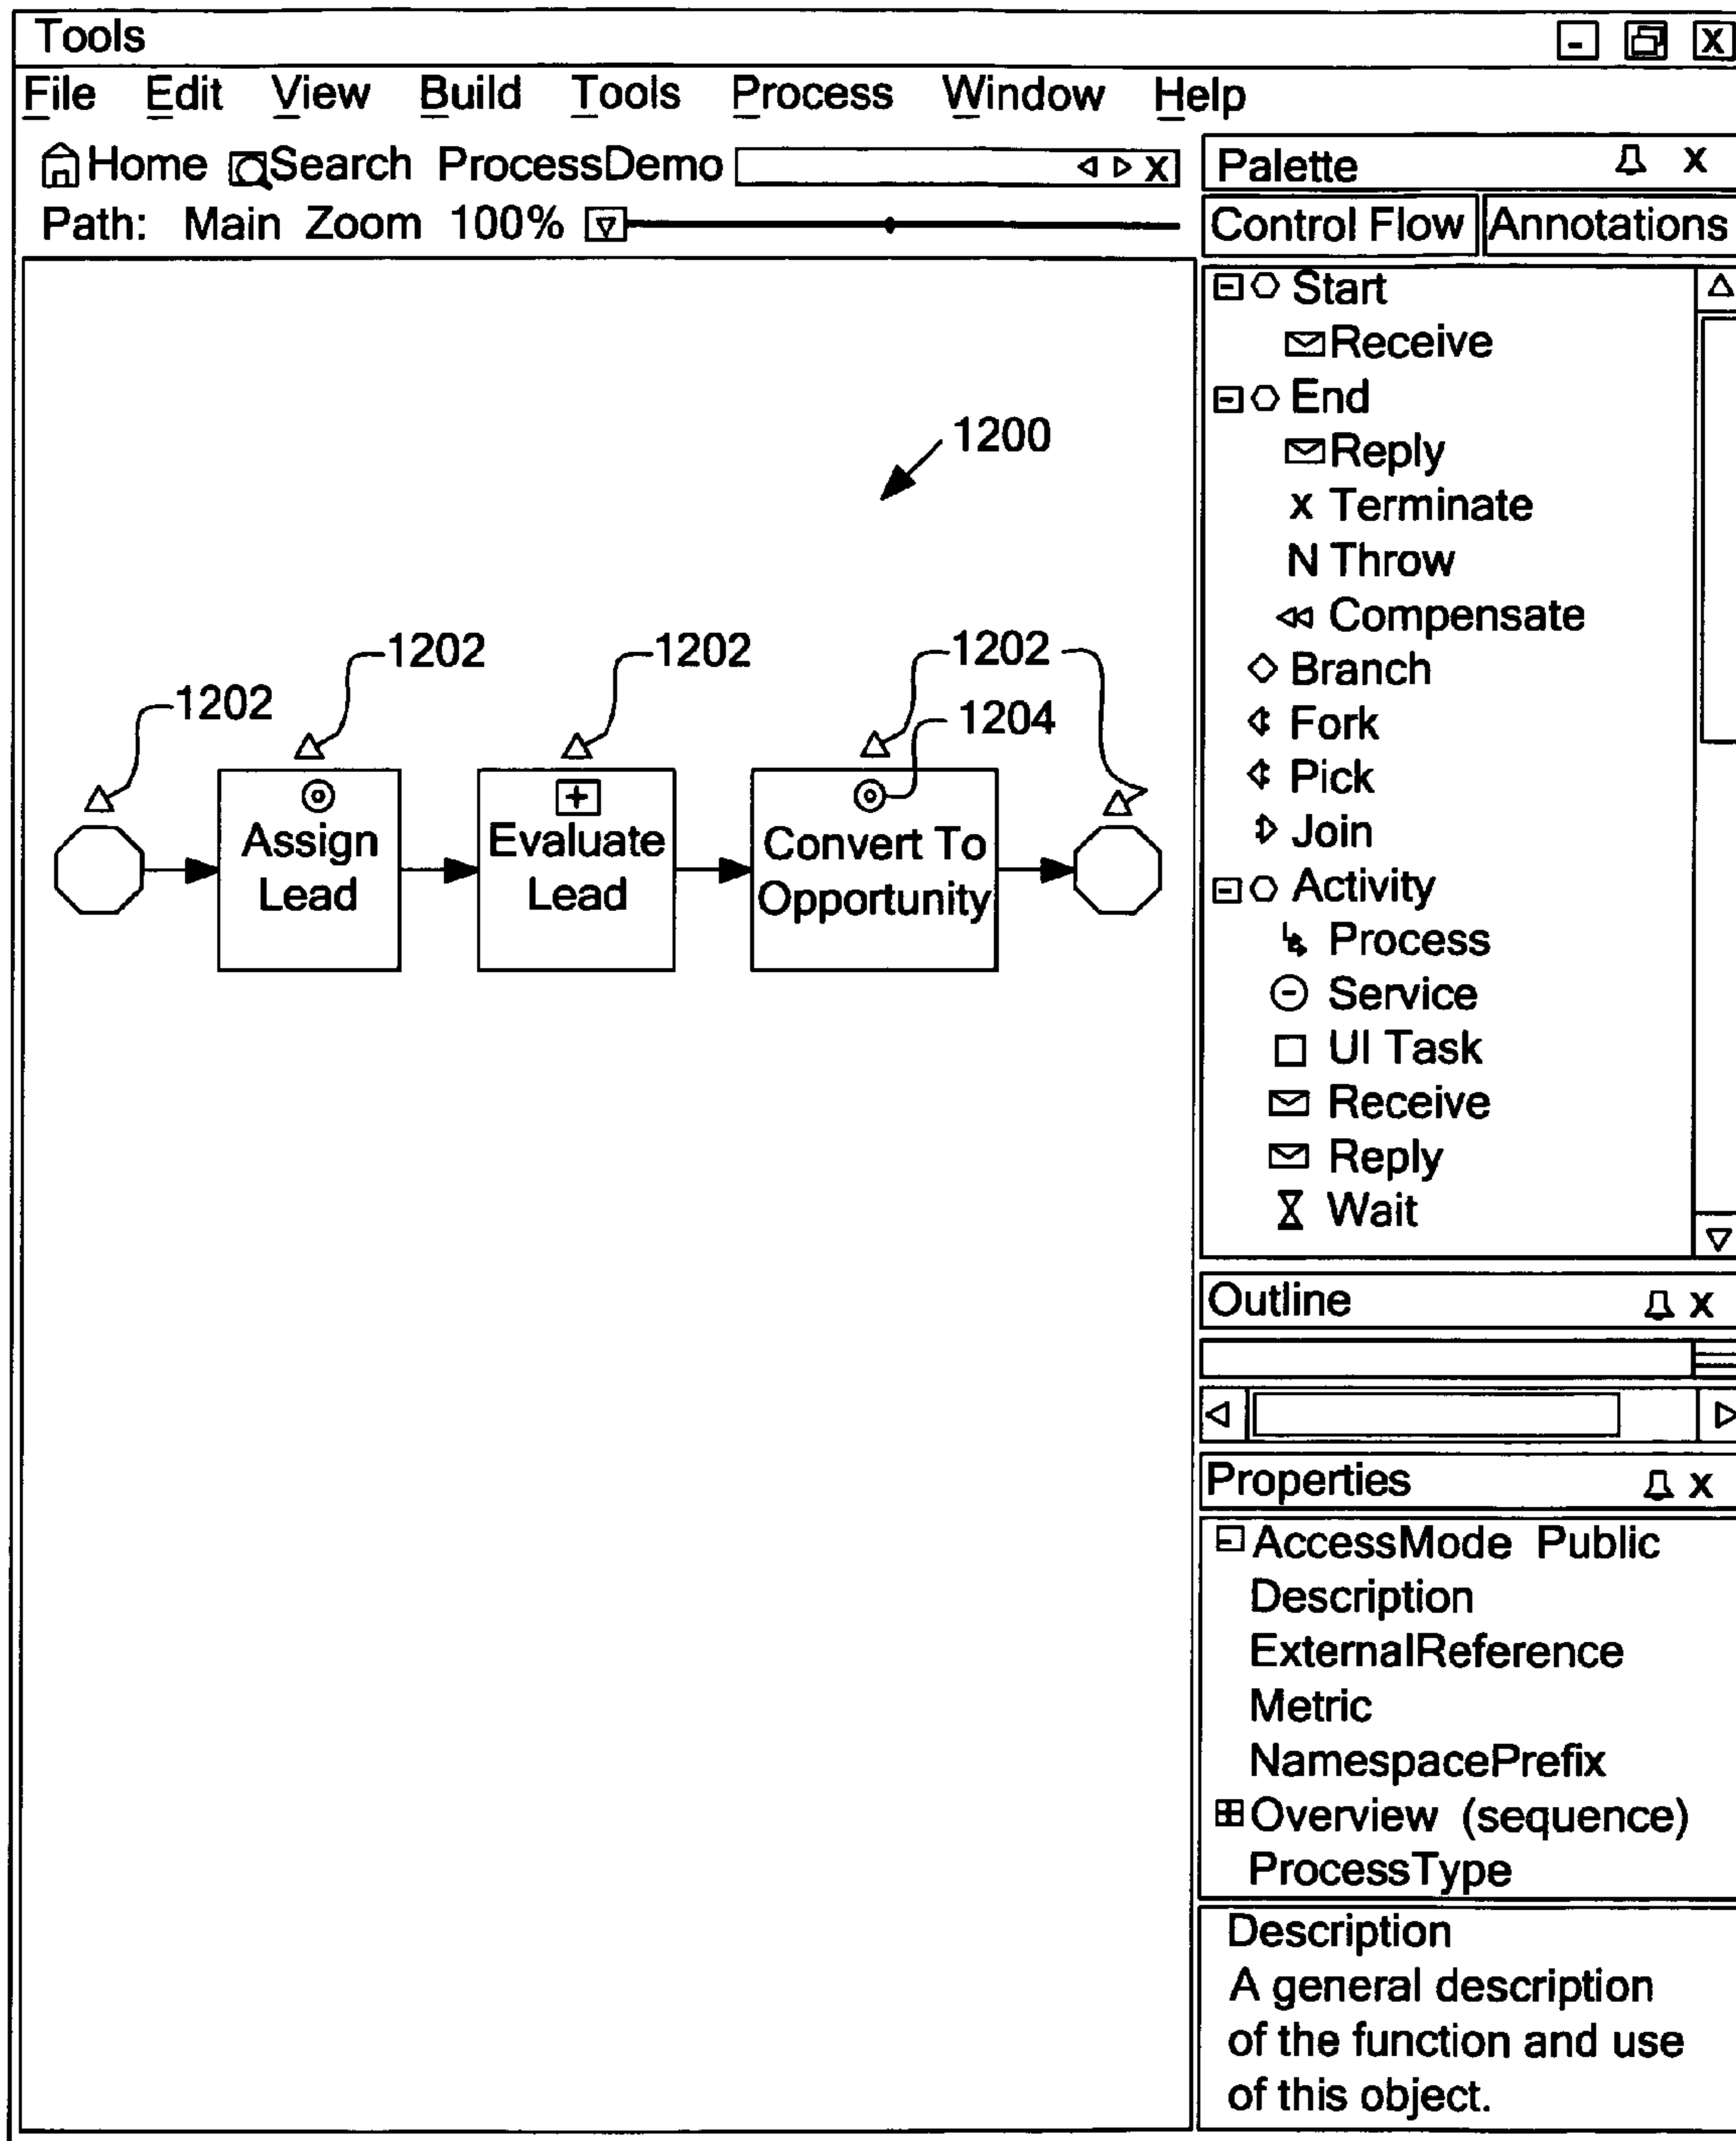 Tools
File Edit View Build Tools Process Window Help
Home Search ProcessDemo
Path: Main Zoom 100%
1200
1202
1202
1202
1202
1204
Assign
Lead
Evaluate
Lead
Convert To
Opportunity
Palette
Control Flow Annotations
Start
Receive
End
Reply
x Terminate
N Throw
Compensate
Branch
Fork
Pick
Join
Activity
Process
Service
UI Task
Receive
Reply
Wait
Outline
Properties
AccessMode Public
Description
ExternalReference
Metric
NamespacePrefix
Overview (sequence)
ProcessType
Description
A general description
of the function and use
of this object.